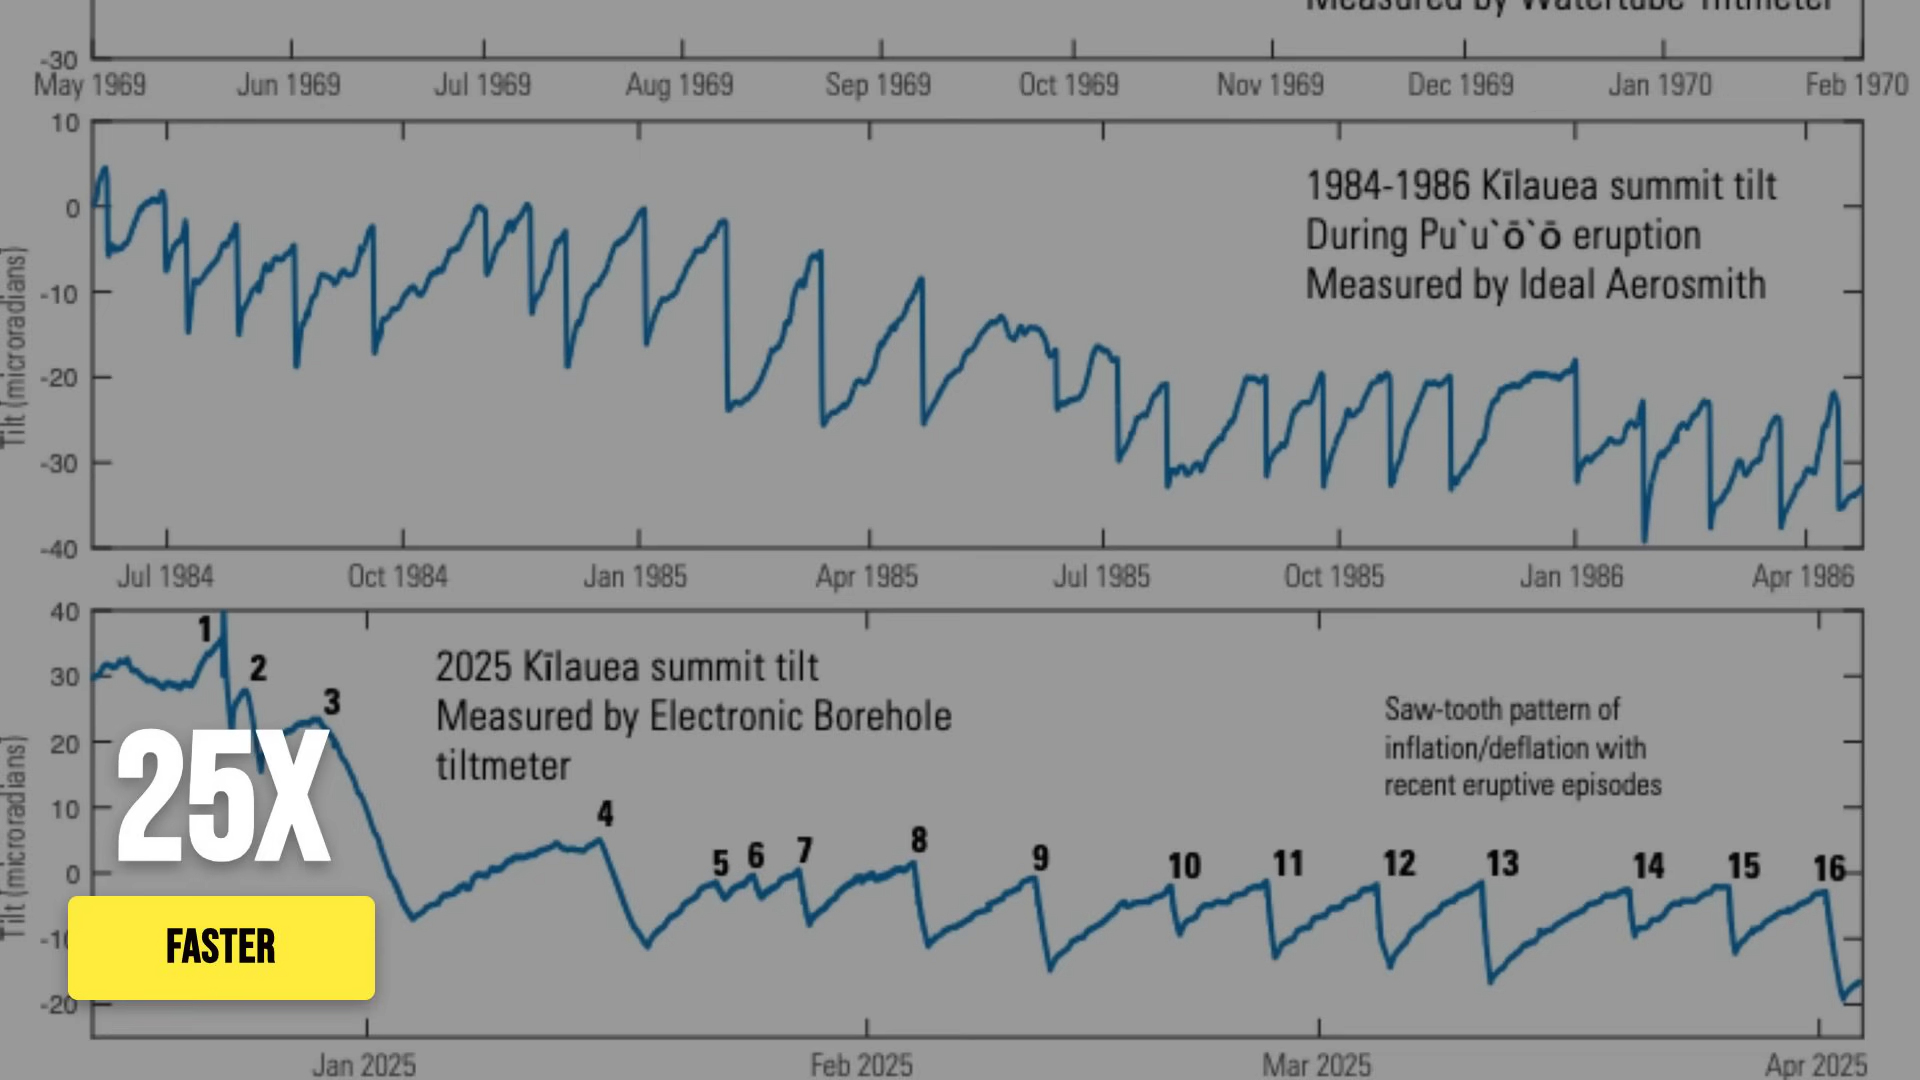 Measured by Watertube Tiltmeter
-30
May 1969 Jun 1969 Jul 1969 Aug 1969 Sep 1969 Oct 1969 Nov 1969 Dec 1969 Jan 1970 Feb 1970
10
0
-10
-20
-30
-40
Tilt (microradians)
1984-1986 Kīlauea summit tilt
During Pu`u`ō`ō eruption
Measured by Ideal Aerosmith
Jul 1984 Oct 1984 Jan 1985 Apr 1985 Jul 1985 Oct 1985 Jan 1986 Apr 1986
40
30
20
10
0
-10
-20
Tilt (microradians)
1 2 3 4 5 6 7 8 9 10 11 12 13 14 15 16
2025 Kīlauea summit tilt
Measured by Electronic Borehole
tiltmeter
Saw-tooth pattern of
inflation/deflation with
recent eruptive episodes
25X
FASTER
Jan 2025 Feb 2025 Mar 2025 Apr 2025